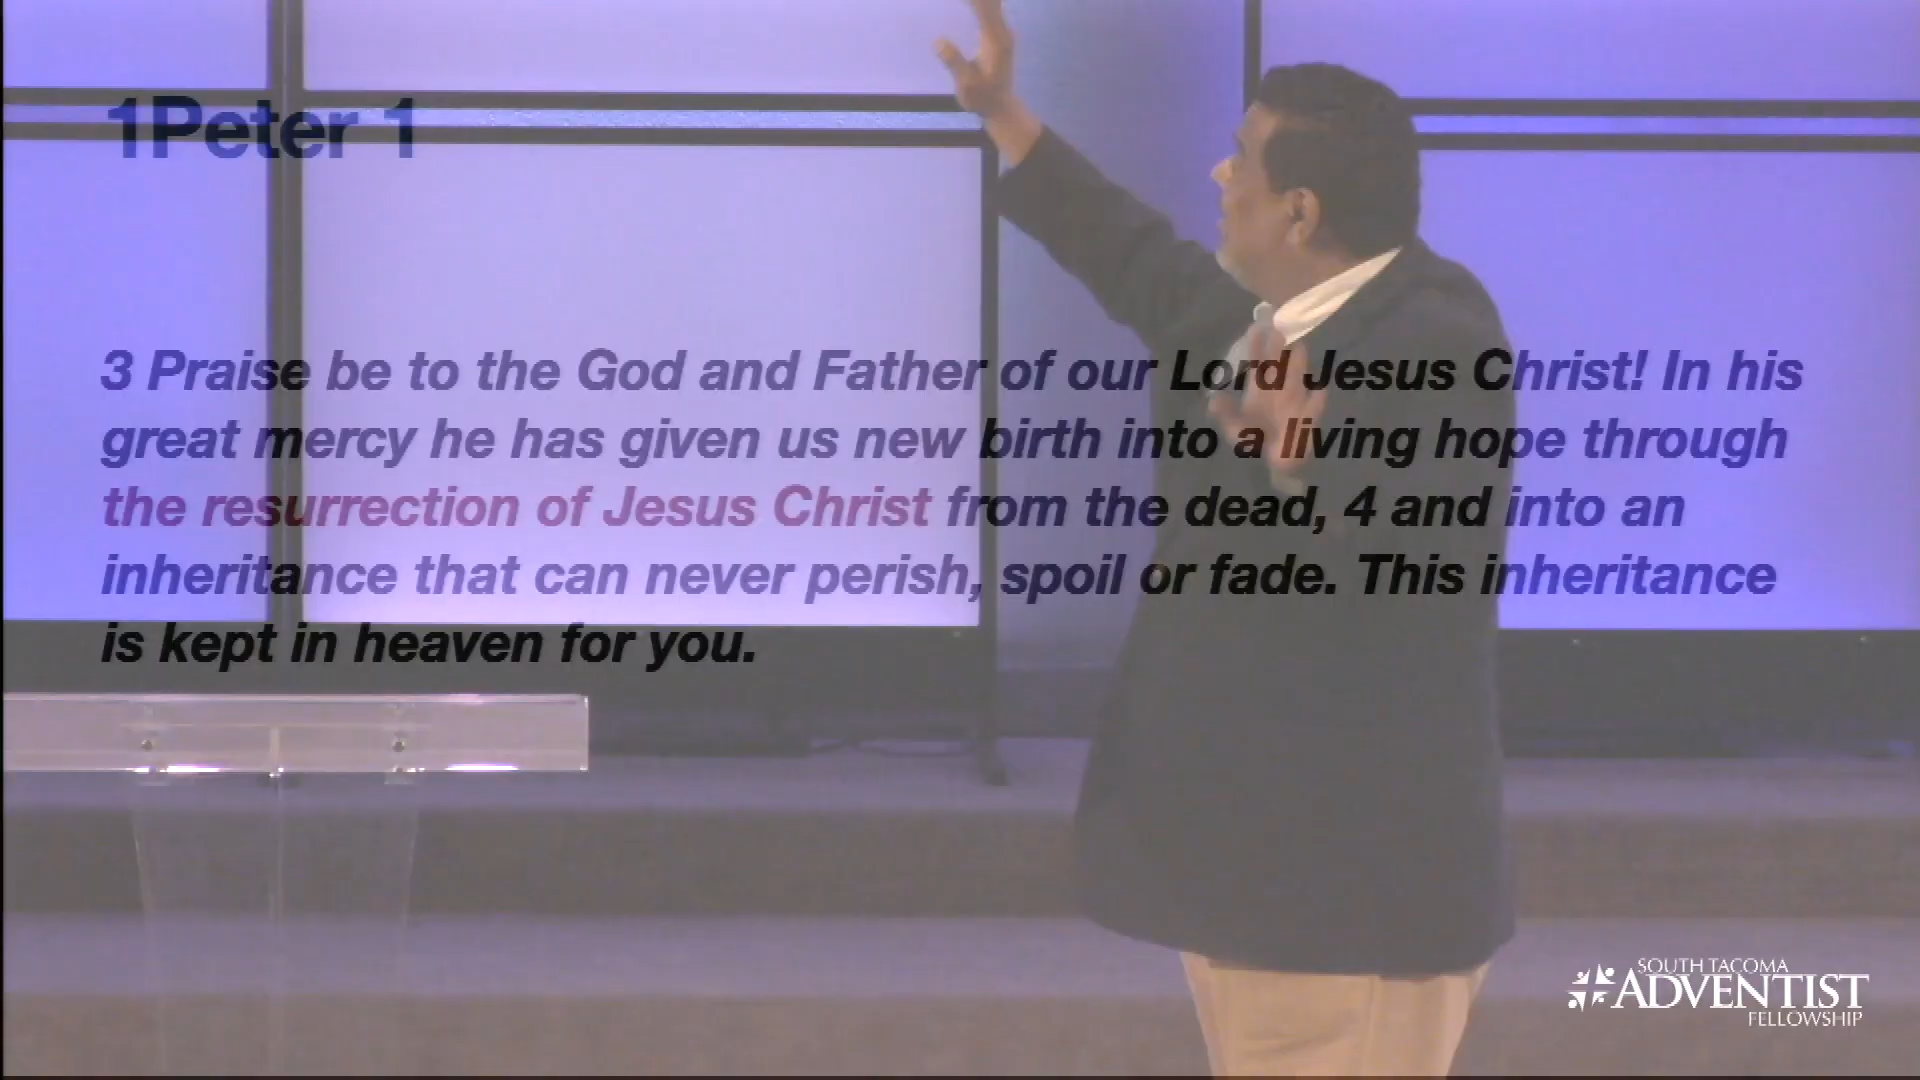 1Peter 1
3 Praise be to the God and Father of our Lord Jesus Christ! In his
great mercy he has given us new birth into a living hope through
the resurrection of Jesus Christ from the dead, 4 and into an
inheritance that can never perish, spoil or fade. This inheritance
is kept in heaven for you.
SOUTH TACOMA
ADVENTIST
FELLOWSHIP